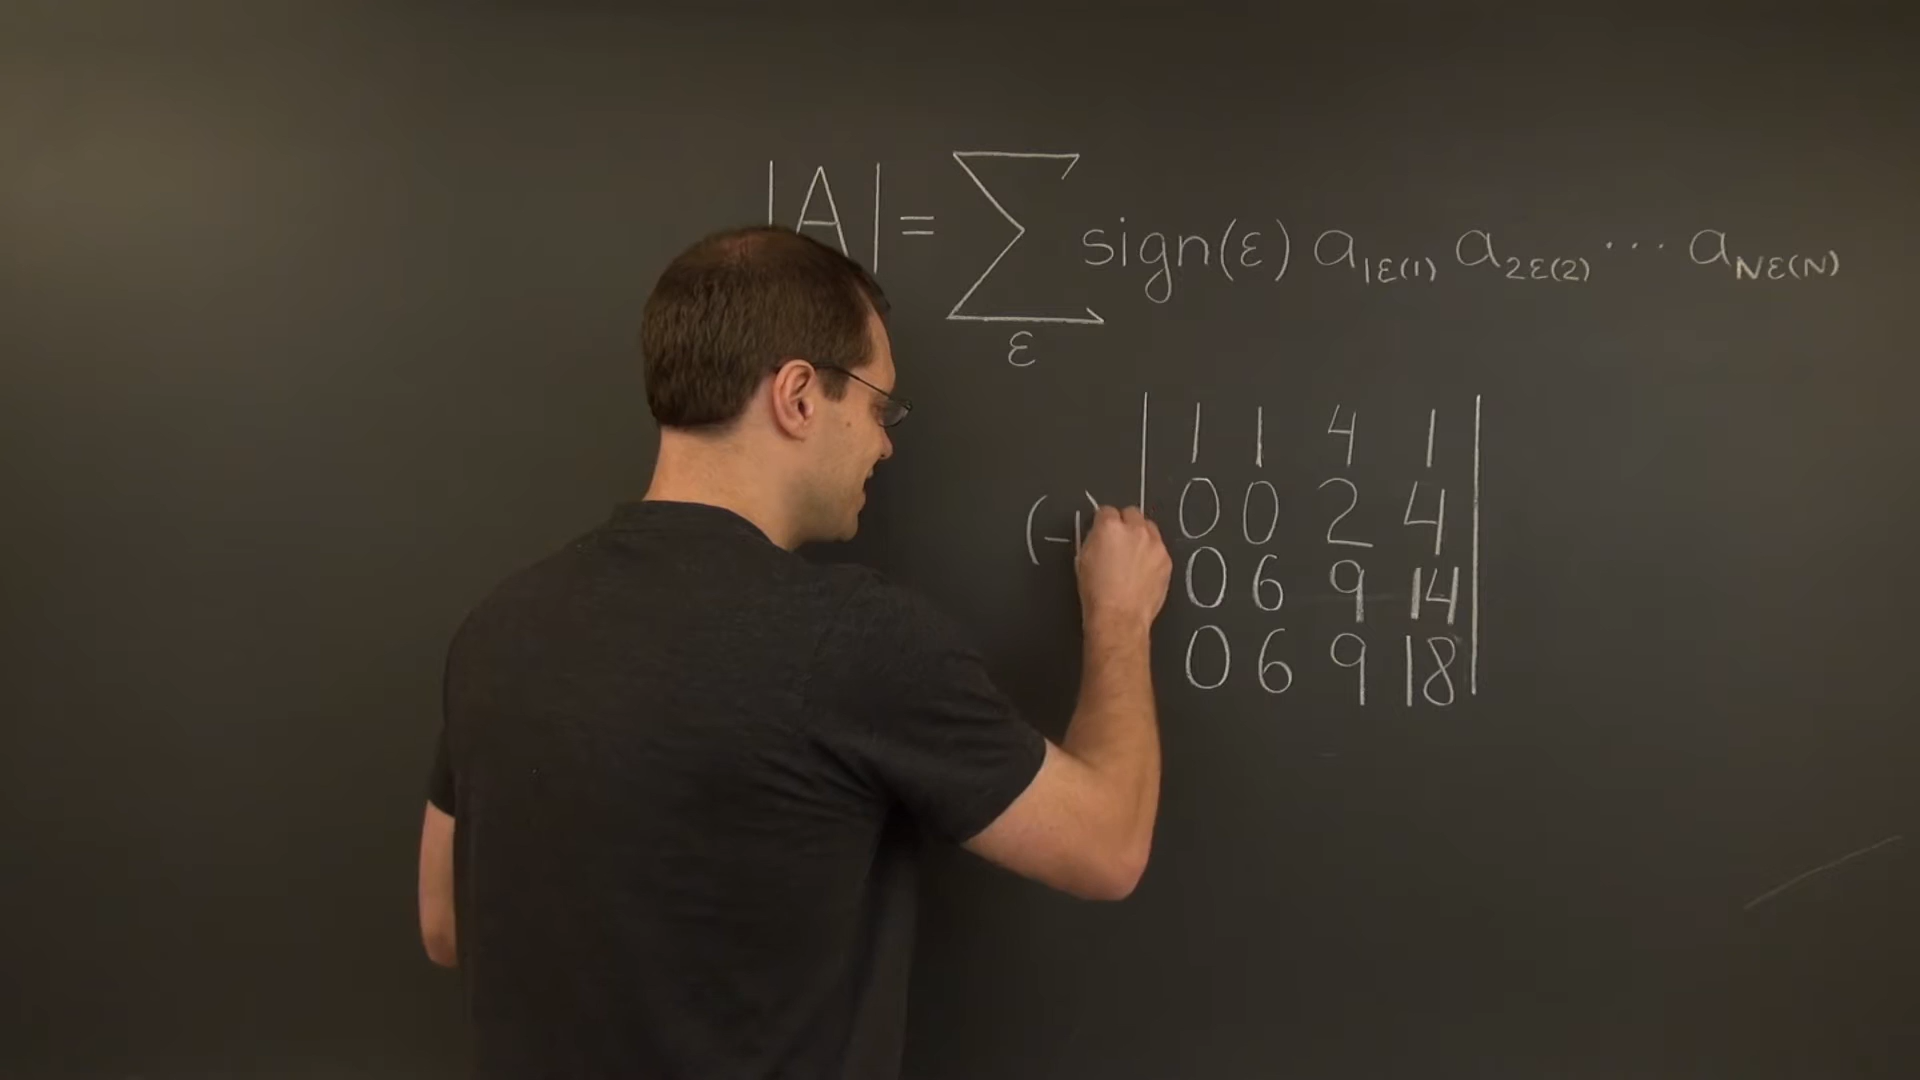 |A| = ∑ sign(ε) a₁ε(1) a₂ε(2) ⋯ a_Nε(N)
ε
| 1 1 4 1 |
(-1) | 0 0 2 4 |
0 6 9 14 |
0 6 9 18 |